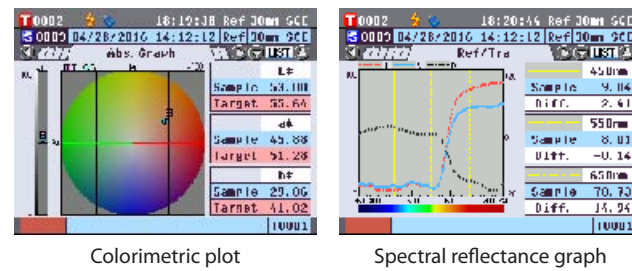 T0002 18:19:38 Ref 30mm SCE
S0009 04/28/2016 14:12:12 Ref 30mm SCE
Abs. Graph LIST
L*
Sample
Target 55.64
a*
Sample 45.88
Target 51.28
b*
Sample 29.06
Target 41.02
T0001
T0002 18:20:44 Ref 30mm SCE
S0009 04/28/2016 14:12:12 Ref 30mm SCE
Ref/Tra LIST
450nm
Sample 9.04
Diff. 2.61
550nm
Sample 8.81
Diff. -0.14
650nm
Sample 70.73
Diff. 14.94
T0001
Colorimetric plot
Spectral reflectance graph